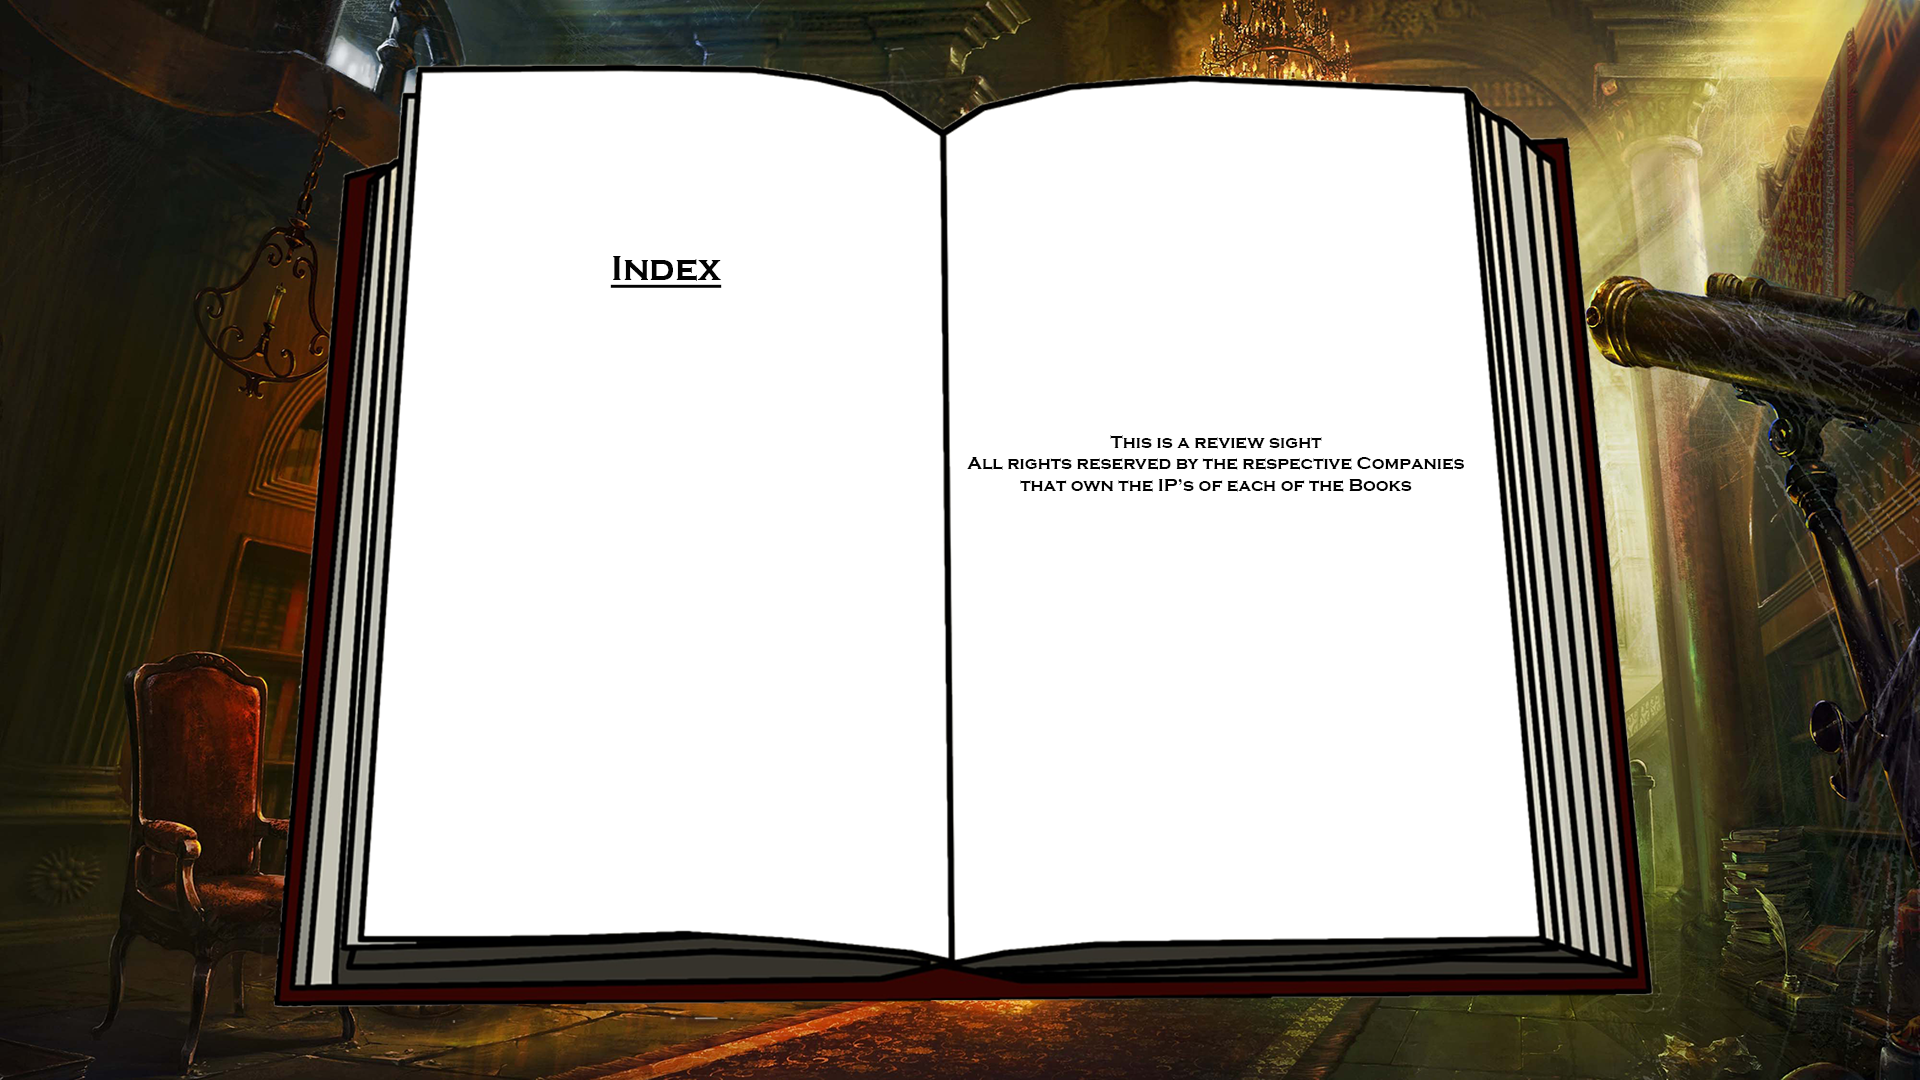 Index
This is a review sight
All rights reserved by the respective Companies
that own the IP's of each of the Books